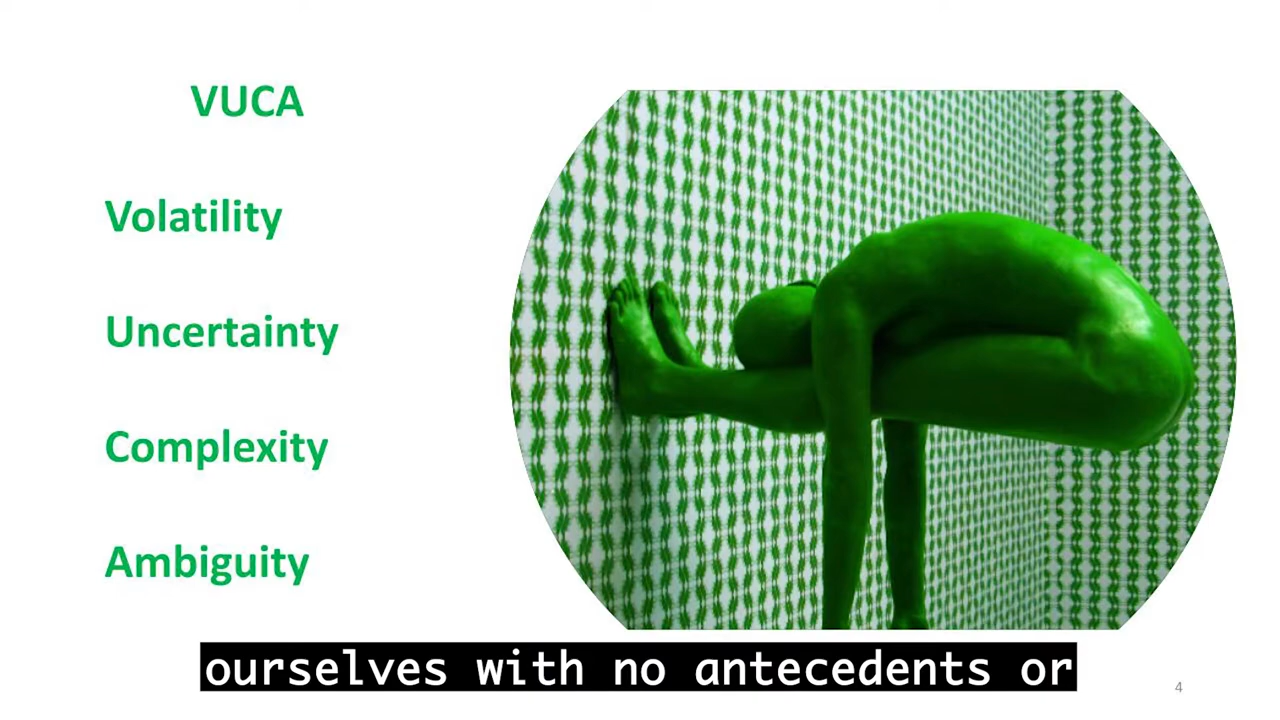 VUCA
Volatility
Uncertainty
Complexity
Ambiguity
ourselves with no antecedents or
4